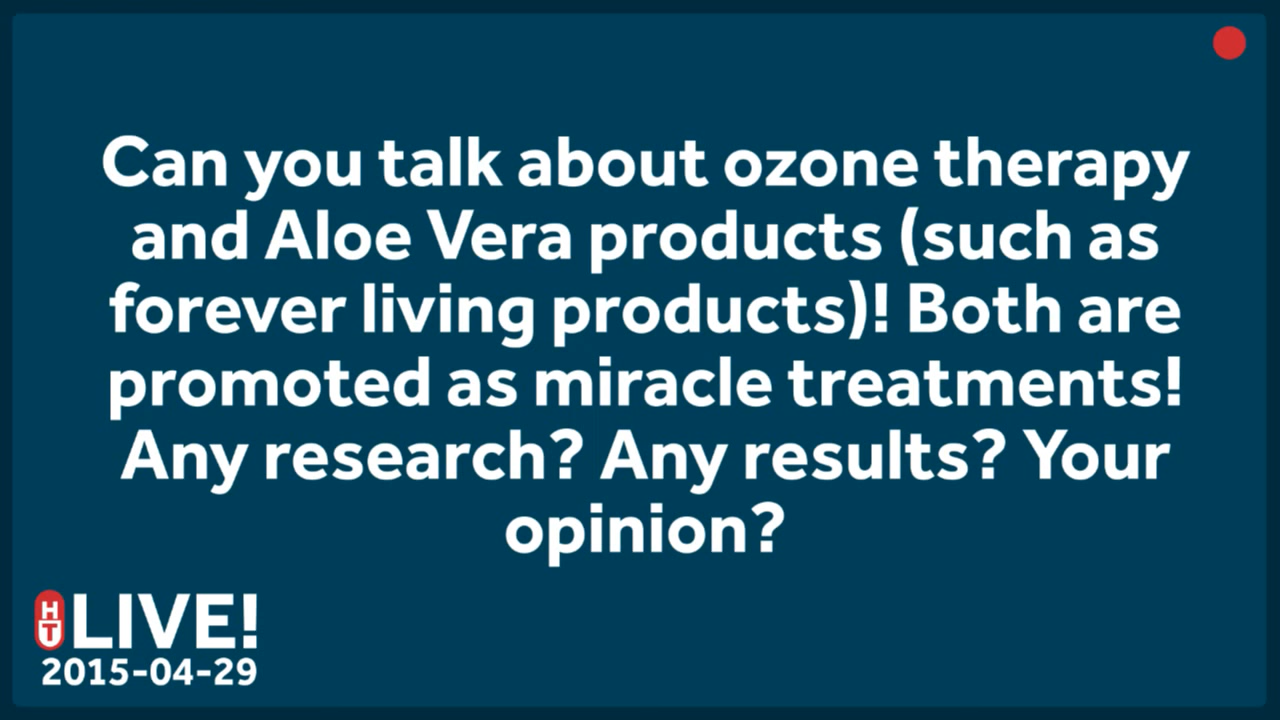 Can you talk about ozone therapy
and Aloe Vera products (such as
forever living products)! Both are
promoted as miracle treatments!
Any research? Any results? Your
opinion?
HT LIVE!
2015-04-29